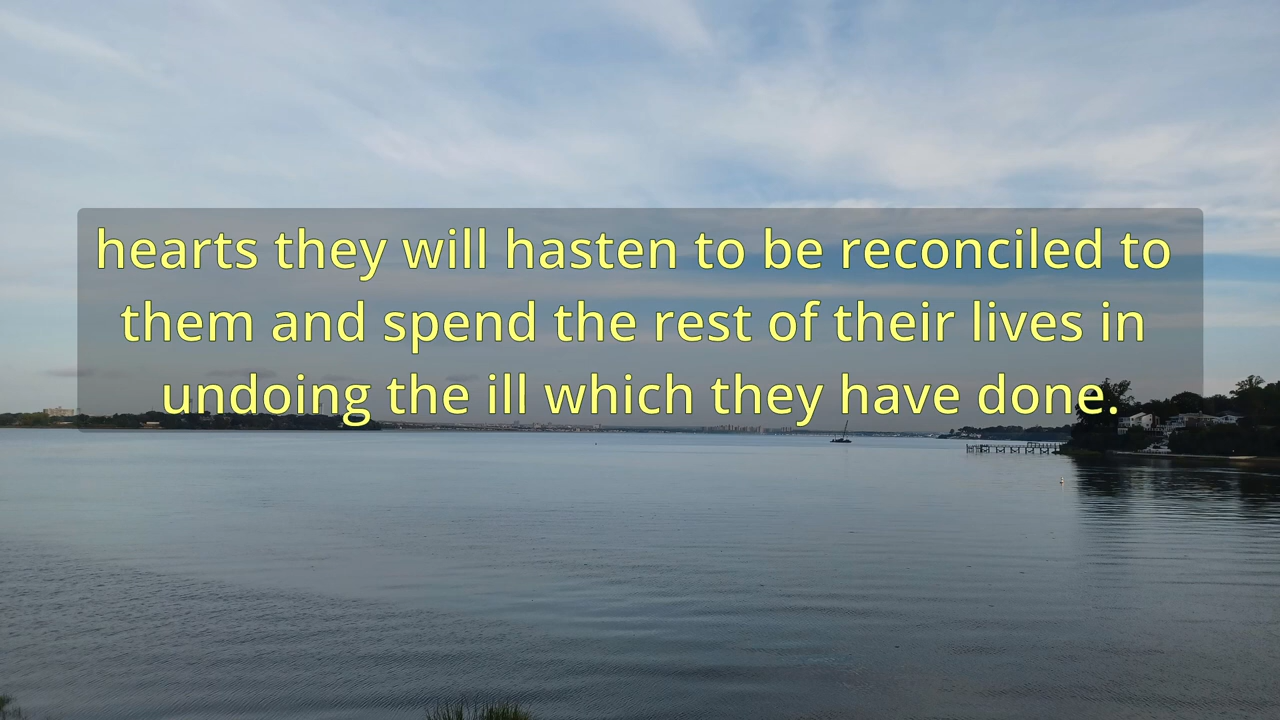 hearts they will hasten to be reconciled to
them and spend the rest of their lives in
undoing the ill which they have done.